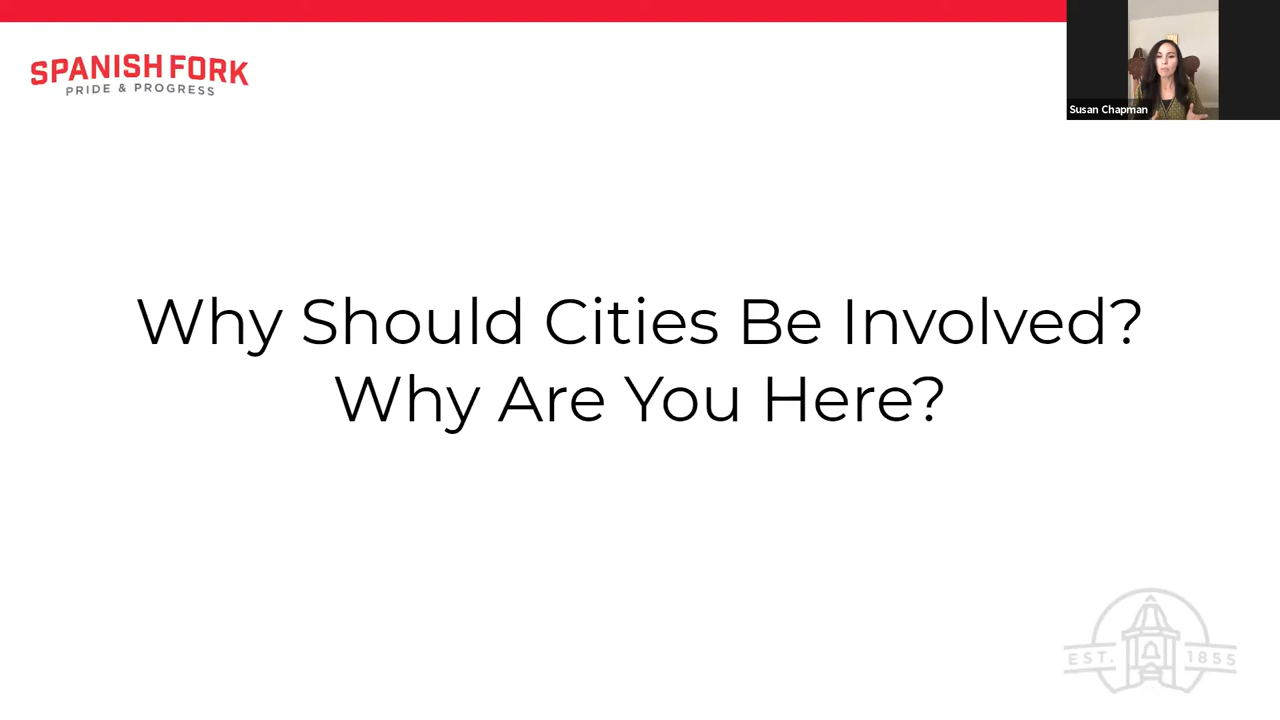 SPANISH FORK
PRIDE & PROGRESS
Susan Chapman
Why Should Cities Be Involved?
Why Are You Here?
EST. 1855